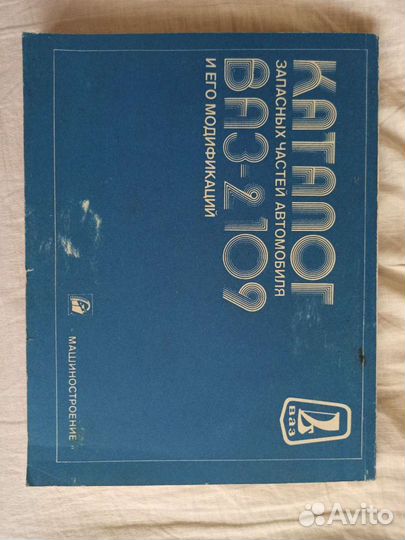 КАТАЛОГ
ЗАПАСНЫХ ЧАСТЕЙ АВТОМОБИЛЯ
ВАЗ-2109
И ЕГО МОДИФИКАЦИЙ
ВАЗ
«МАШИНОСТРОЕНИЕ»
Avito